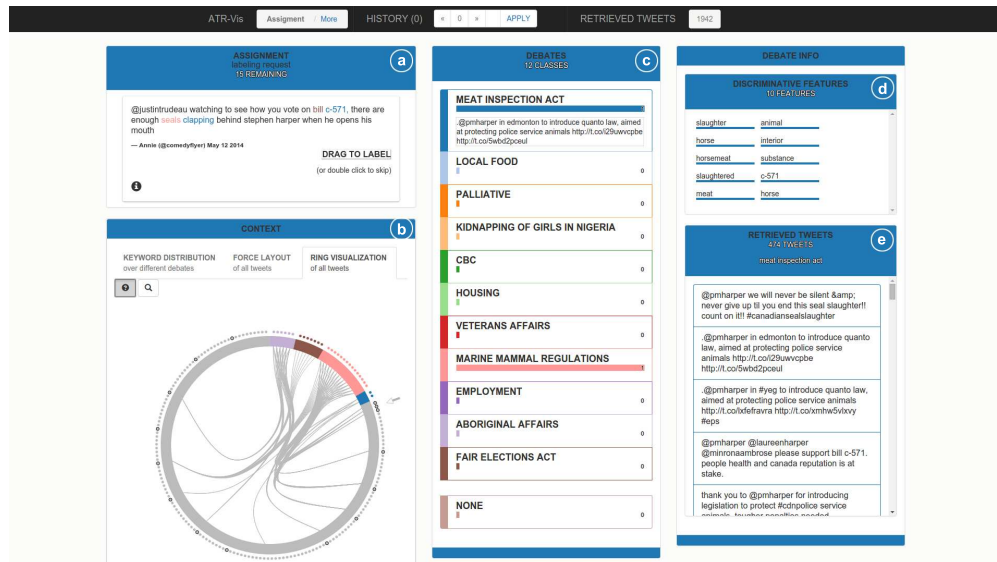 ATR-Vis Assigment / More HISTORY (0) « 0 » APPLY RETRIEVED TWEETS 1942
ASSIGNMENT
labeling request
15 REMAINING
a
@justintrudeau watching to see how you vote on bill c-571, there are
enough seals clapping behind stephen harper when he opens his
mouth
— Annie (@comedyflyer) May 12 2014
DRAG TO LABEL
(or double click to skip)
CONTEXT
b
KEYWORD DISTRIBUTION
over different debates
FORCE LAYOUT
of all tweets
RING VISUALIZATION
of all tweets
DEBATES
12 CLASSES
c
MEAT INSPECTION ACT
.@pmharper in edmonton to introduce quanto law, aimed
at protecting police service animals http://t.co/i29uwvcpbe
http://t.co/5wbd2pceul
LOCAL FOOD
0
PALLIATIVE
0
KIDNAPPING OF GIRLS IN NIGERIA
0
CBC
0
HOUSING
0
VETERANS AFFAIRS
0
MARINE MAMMAL REGULATIONS
1
EMPLOYMENT
0
ABORIGINAL AFFAIRS
0
FAIR ELECTIONS ACT
0
NONE
0
DEBATE INFO
DISCRIMINATIVE FEATURES
10 FEATURES
d
slaughter animal
horse interior
horsemeat substance
slaughtered c-571
meat horse
RETRIEVED TWEETS
474 TWEETS
meat inspection act
e
@pmharper we will never be silent &amp;
never give up til you end this seal slaughter!!
count on it!! #canadiansealslaughter
.@pmharper in edmonton to introduce quanto
law, aimed at protecting police service
animals http://t.co/i29uwvcpbe
http://t.co/5wbd2pceul
.@pmharper in #yeg to introduce quanto law,
aimed at protecting police service animals
http://t.co/lxfefravra http://t.co/xmhw5vlxvy
#eps
@pmharper @laureenharper
@minronaambrose please support bill c-571.
people health and canada reputation is at
stake.
thank you to @pmharper for introducing
legislation to protect #cdnpolice service
animals. tougher penalties needed